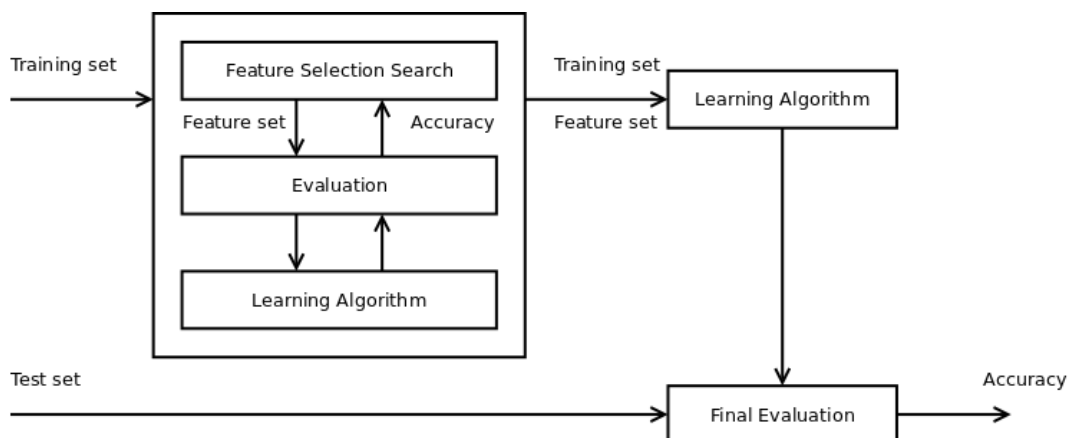 Training set
Feature Selection Search
Feature set
Accuracy
Evaluation
Learning Algorithm
Training set
Feature set
Learning Algorithm
Test set
Final Evaluation
Accuracy